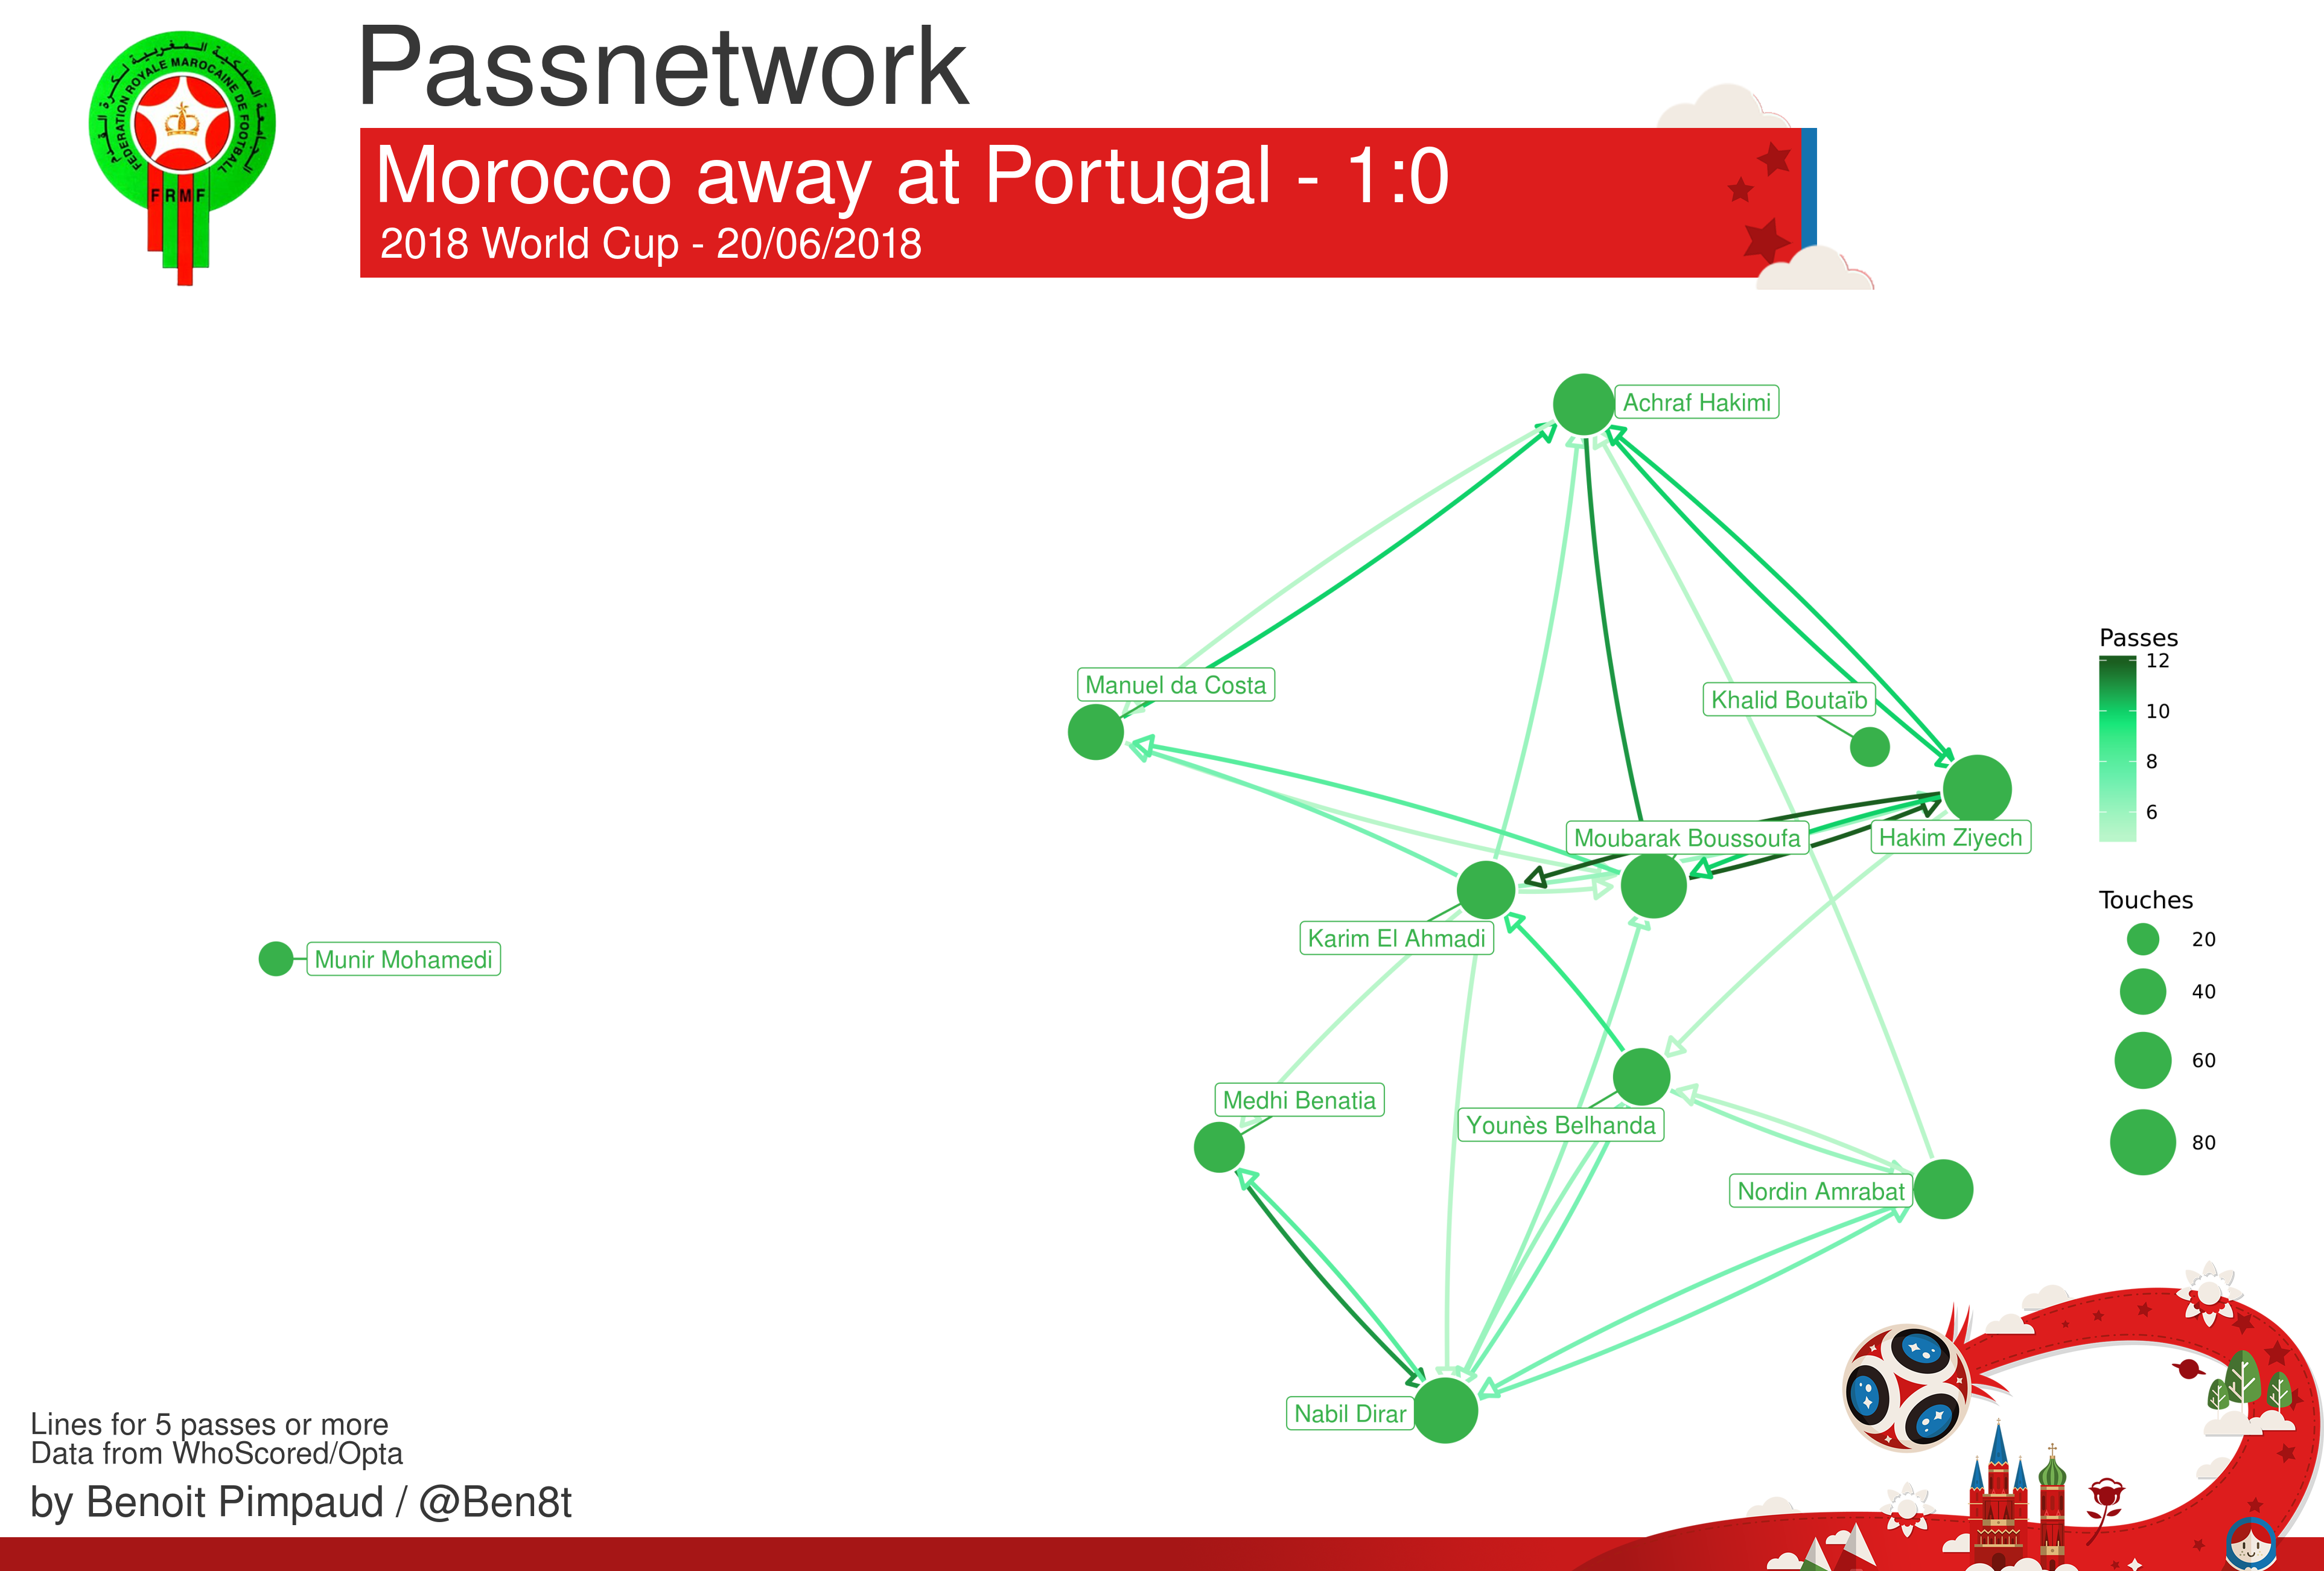 Passnetwork
Morocco away at Portugal - 1:0
2018 World Cup - 20/06/2018
FEDERATION ROYALE MAROCAINE DE FOOTBALL
FRMF
Achraf Hakimi
Manuel da Costa
Khalid Boutaïb
Moubarak Boussoufa
Hakim Ziyech
Karim El Ahmadi
Munir Mohamedi
Medhi Benatia
Younès Belhanda
Nordin Amrabat
Nabil Dirar
Passes
12
10
8
6
Touches
20
40
60
80
Lines for 5 passes or more
Data from WhoScored/Opta
by Benoit Pimpaud / @Ben8t